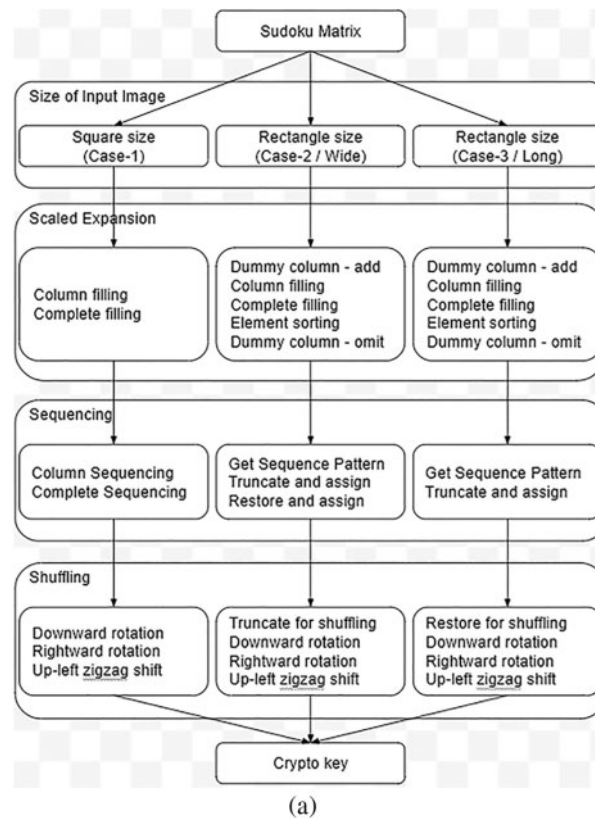 Sudoku Matrix
Size of Input Image
Square size
(Case-1)
Rectangle size
(Case-2 / Wide)
Rectangle size
(Case-3 / Long)
Scaled Expansion
Column filling
Complete filling
Dummy column - add
Column filling
Complete filling
Element sorting
Dummy column - omit
Dummy column - add
Column filling
Complete filling
Element sorting
Dummy column - omit
Sequencing
Column Sequencing
Complete Sequencing
Get Sequence Pattern
Truncate and assign
Restore and assign
Get Sequence Pattern
Truncate and assign
Shuffling
Downward rotation
Rightward rotation
Up-left zigzag shift
Truncate for shuffling
Downward rotation
Rightward rotation
Up-left zigzag shift
Restore for shuffling
Downward rotation
Rightward rotation
Up-left zigzag shift
Crypto key
(a)